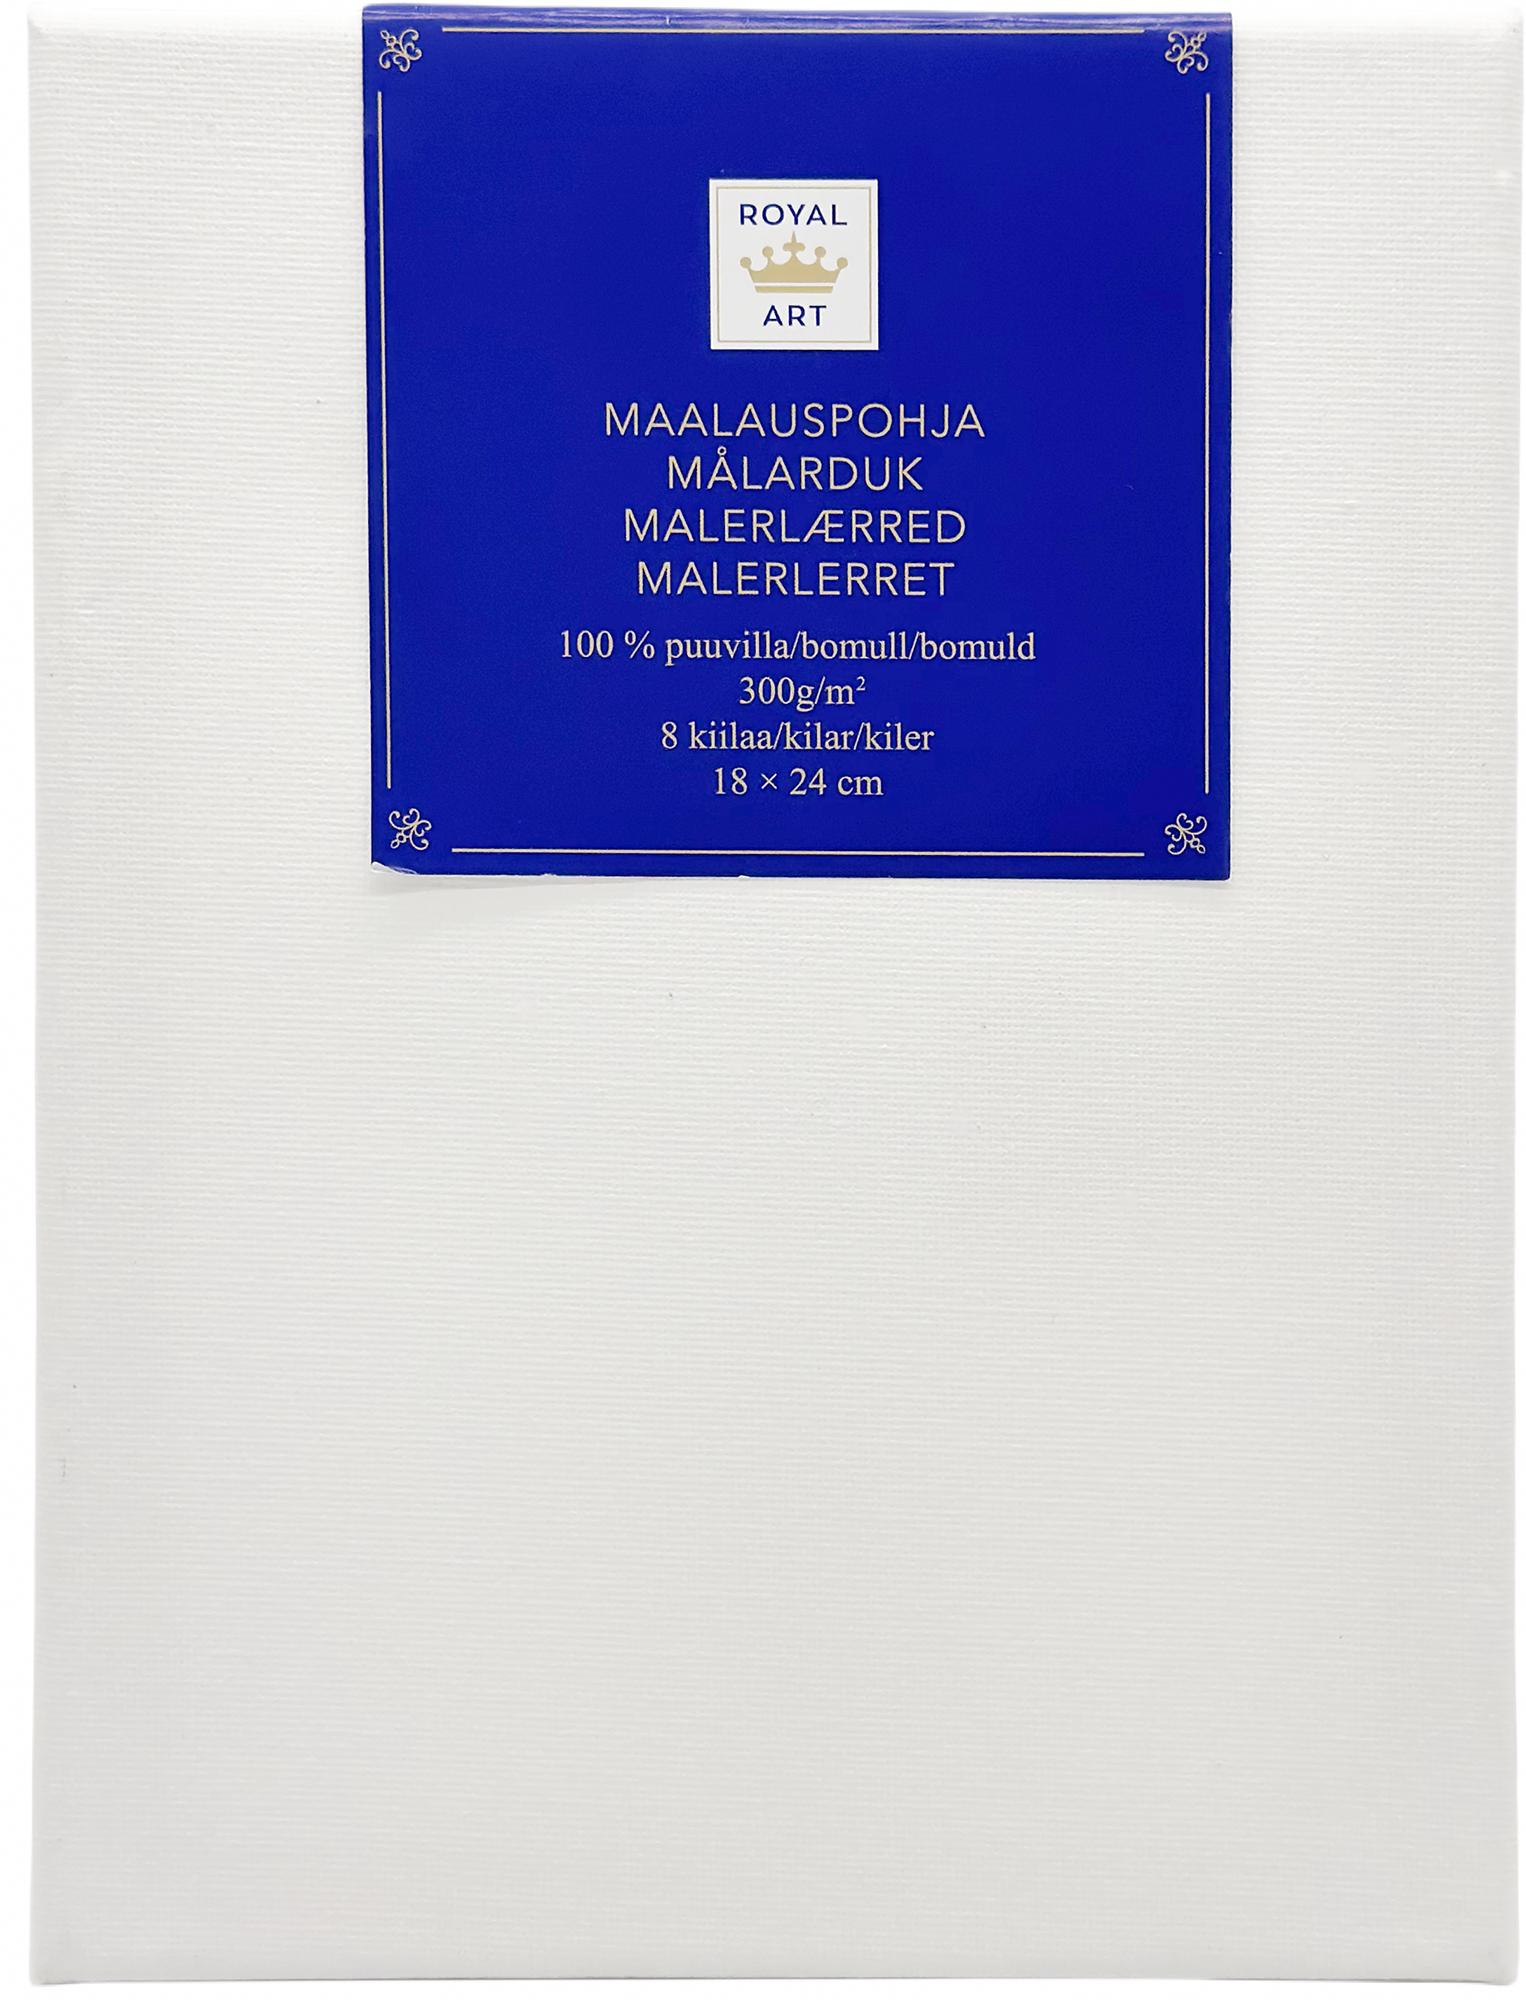 ROYAL
ART
MAALAUSPOHJA
MÅLARDUK
MALERLÆRRED
MALERLERRET
100 % puuvilla/bomull/bomuld
300g/m²
8 kiilaa/kilar/kiler
18 × 24 cm